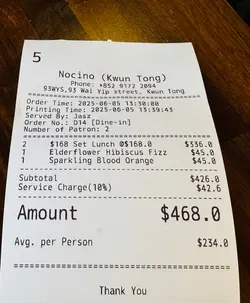 5
Nocino (Kwun Tong)
Phone: +852 9172 2094
93WYS,93 Wai Yip street, Kwun Tong
Order Time: 2025-06-05 13:30:00
Printing Time: 2025-06-05 13:39:43
Served By: Jasz
Order No.: D14 [Dine-in]
Number of Patron: 2
2 $168 Set Lunch @$168.0 $336.0
1 Elderflower Hibiscus Fizz $45.0
1 Sparkling Blood Orange $45.0
Subtotal $426.0
Service Charge(10%) $42.6
Amount $468.0
Avg. per Person $234.0
Thank You